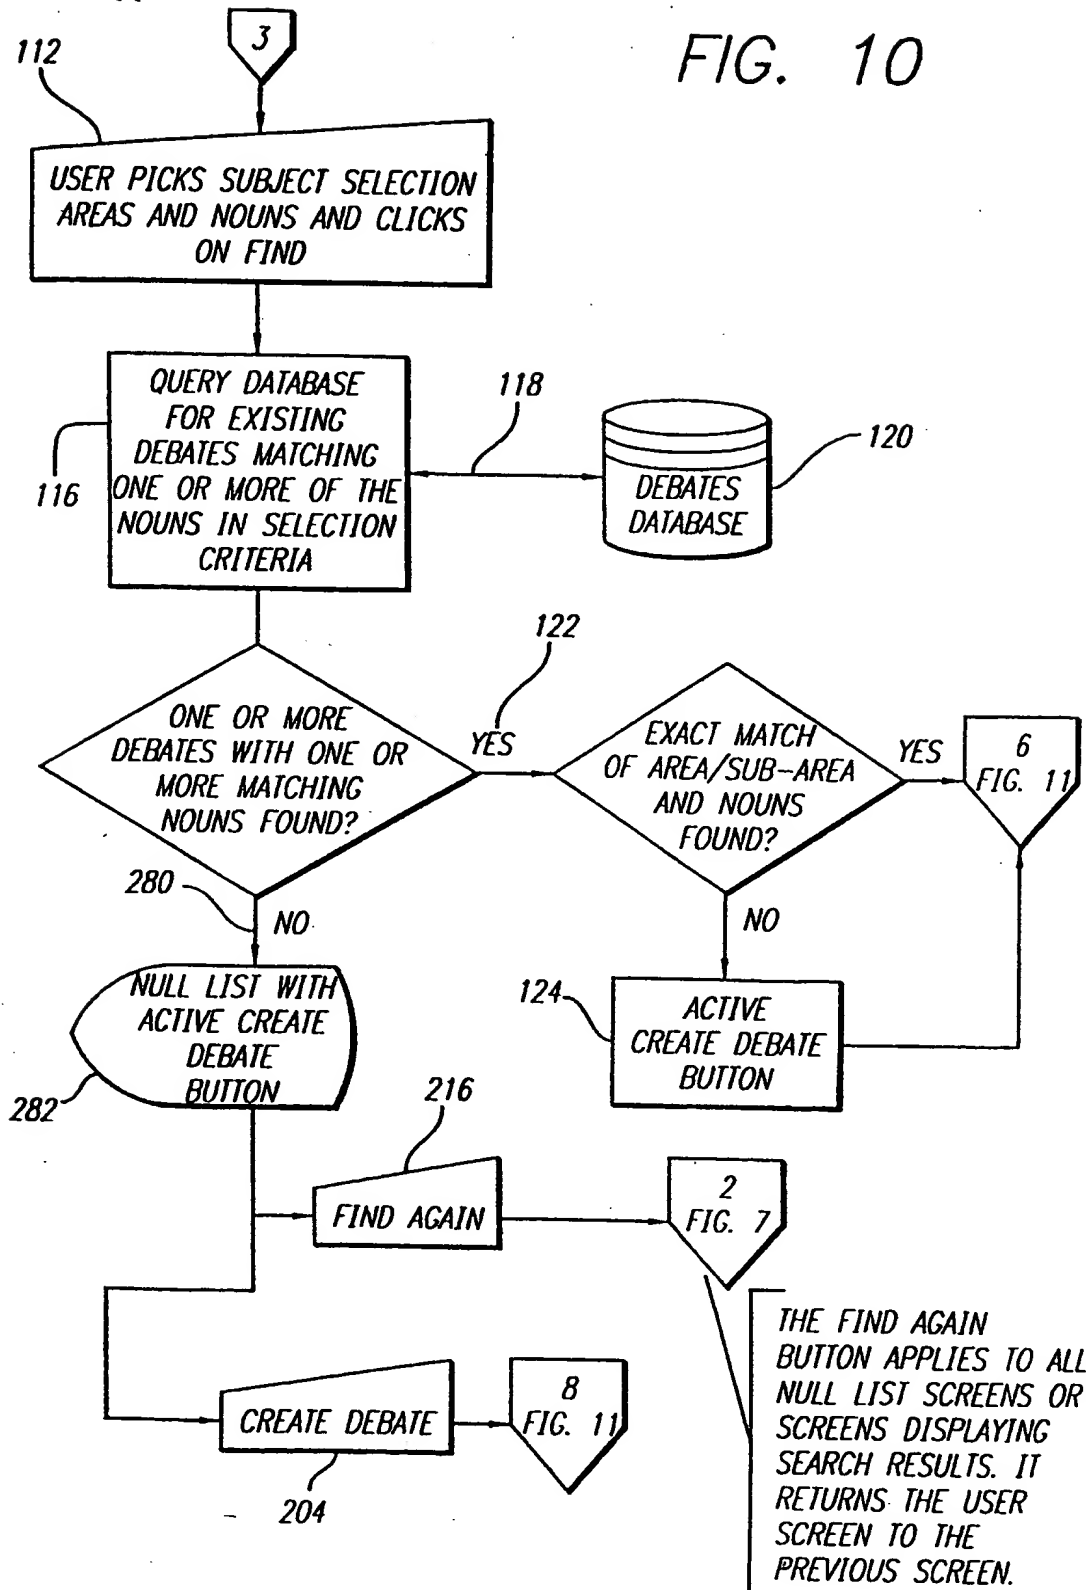 FIG. 10
3
112
USER PICKS SUBJECT SELECTION
AREAS AND NOUNS AND CLICKS
ON FIND
QUERY DATABASE
FOR EXISTING
DEBATES MATCHING
ONE OR MORE OF THE
NOUNS IN SELECTION
CRITERIA
116
118
DEBATES
DATABASE
120
ONE OR MORE
DEBATES WITH ONE OR
MORE MATCHING
NOUNS FOUND?
YES
122
EXACT MATCH
OF AREA/SUB-AREA
AND NOUNS
FOUND?
YES
6
FIG. 11
280
NO
NO
NULL LIST WITH
ACTIVE CREATE
DEBATE
BUTTON
282
124
ACTIVE
CREATE DEBATE
BUTTON
216
FIND AGAIN
2
FIG. 7
CREATE DEBATE
204
8
FIG. 11
THE FIND AGAIN
BUTTON APPLIES TO ALL
NULL LIST SCREENS OR
SCREENS DISPLAYING
SEARCH RESULTS. IT
RETURNS THE USER
SCREEN TO THE
PREVIOUS SCREEN.